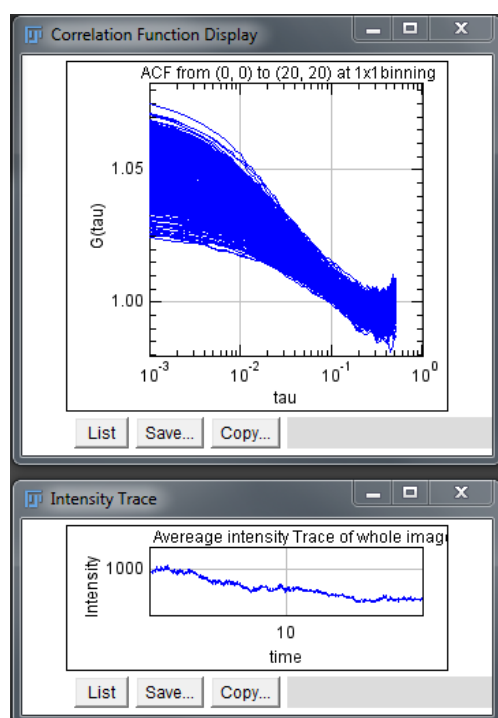 Correlation Function Display
ACF from (0, 0) to (20, 20) at 1x1binning
1.05
G(tau)
1.00
10-3
10-2
10-1
100
tau
List Save... Copy...
Intensity Trace
Avereage intensity Trace of whole imag
Intensity
1000
10
time
List Save... Copy...